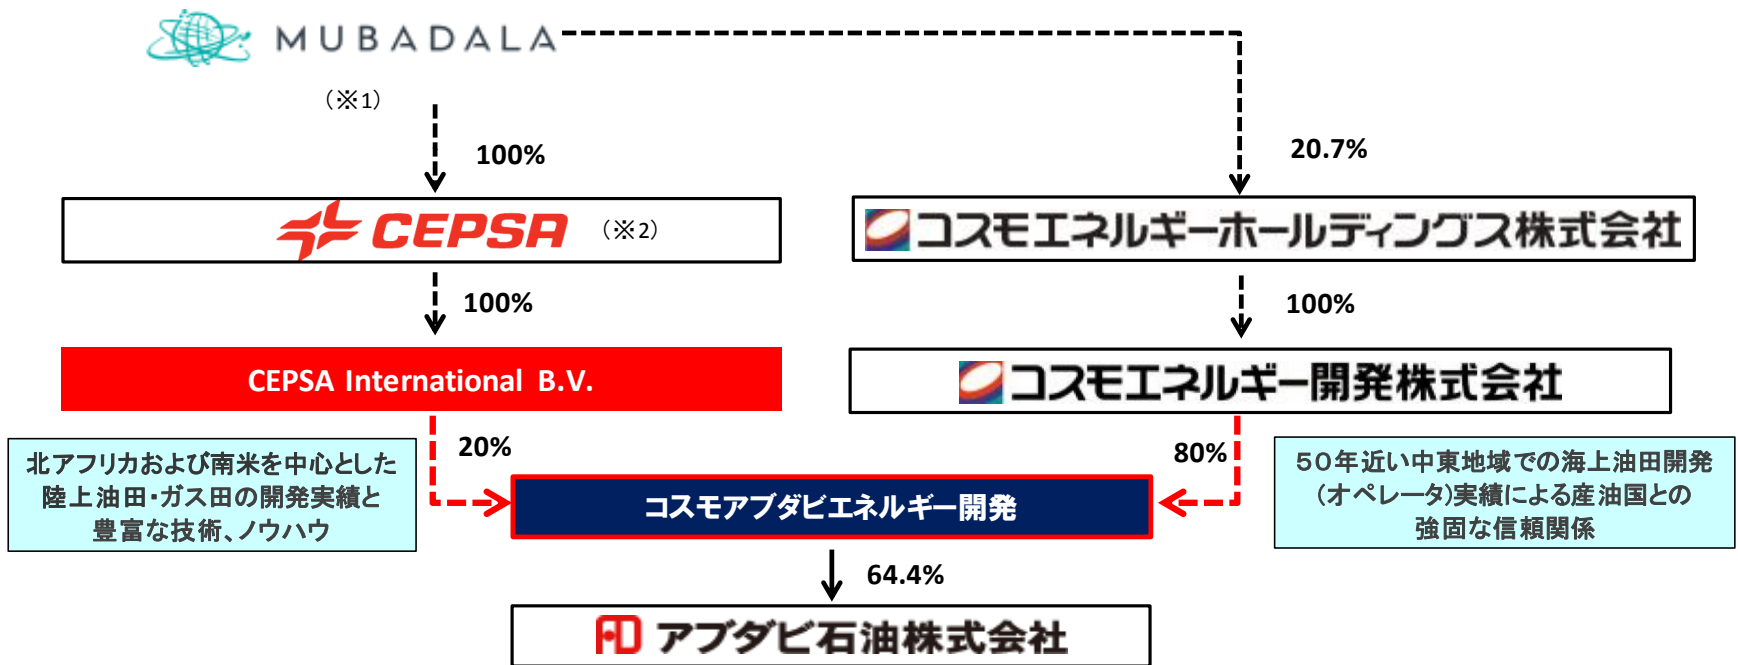 MUBADALA
(※1)
100%
20.7%
CEPSA (※2)
コスモエネルギーホールディングス株式会社
100%
100%
CEPSA International B.V.
コスモエネルギー開発株式会社
北アフリカおよび南米を中心とした
陸上油田・ガス田の開発実績と
豊富な技術、ノウハウ
20%
80%
50年近い中東地域での海上油田開発
(オペレータ)実績による産油国との
強固な信頼関係
コスモアブダビエネルギー開発
64.4%
アブダビ石油株式会社